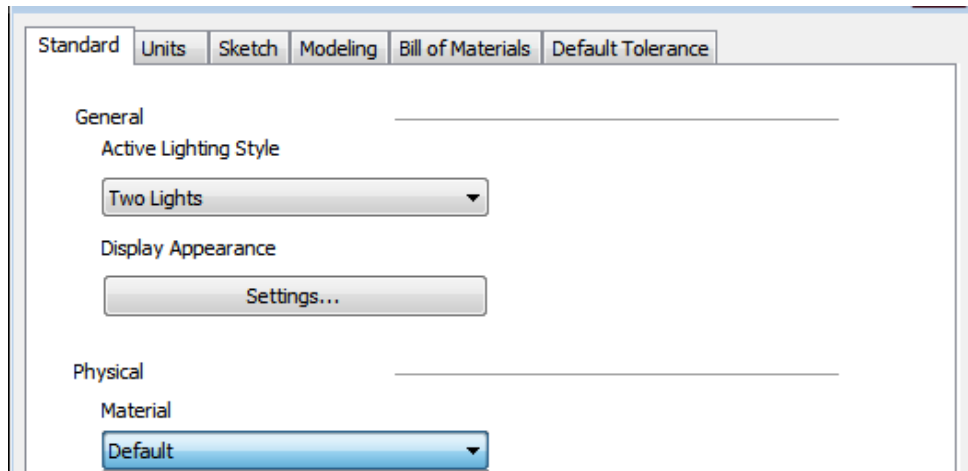 Standard Units Sketch Modeling Bill of Materials Default Tolerance
General
Active Lighting Style
Two Lights
Display Appearance
Settings...
Physical
Material
Default